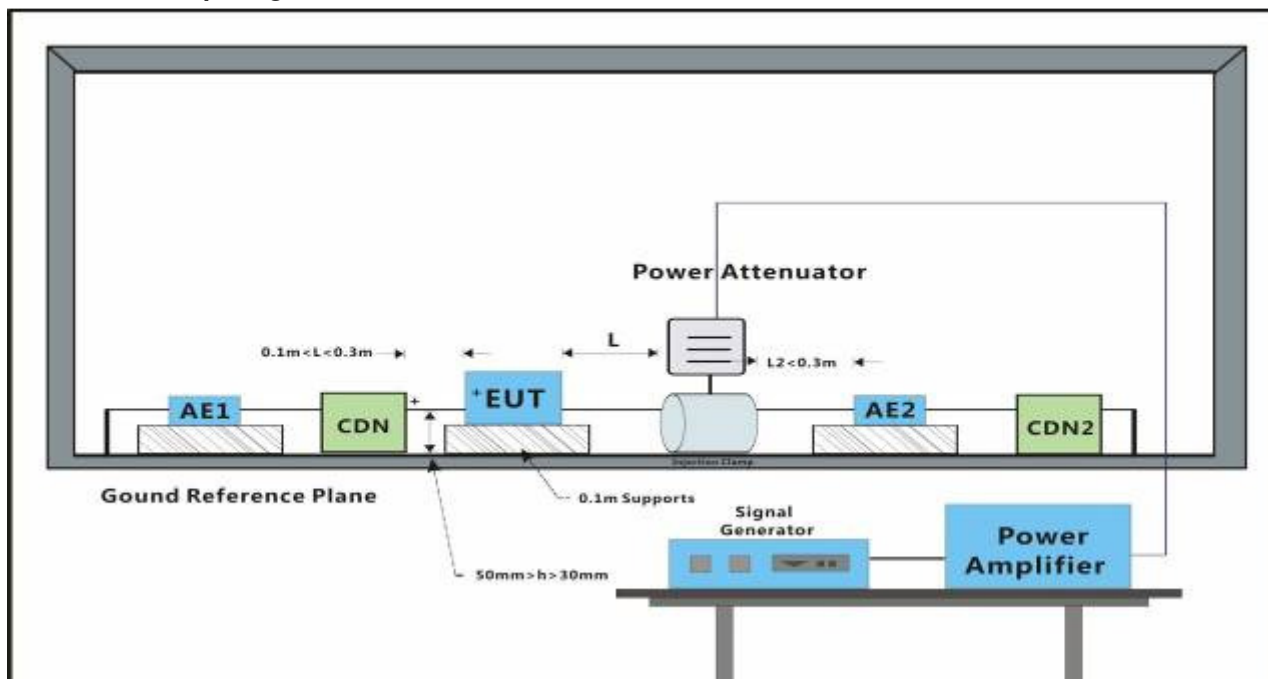 Power Attenuator
0.1m<L<0.3m
L
L2<0.3m
AE1
CDN
+
+EUT
AE2
CDN2
Injection Clamp
Gound Reference Plane
0.1m Supports
50mm>h>30mm
Signal
Generator
Power
Amplifier